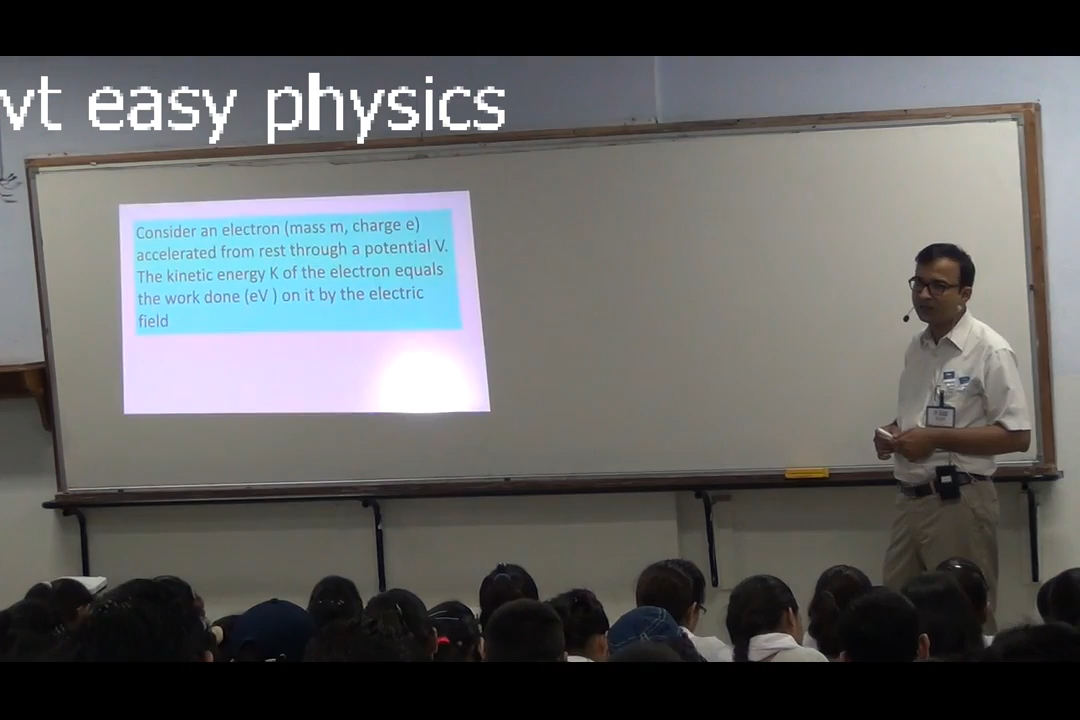 vt easy physics
Consider an electron (mass m, charge e)
accelerated from rest through a potential V.
The kinetic energy K of the electron equals
the work done (eV ) on it by the electric
field